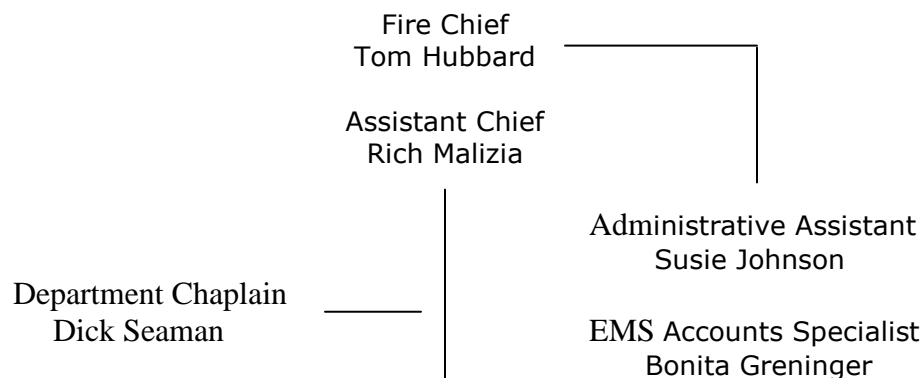 Fire Chief
Tom Hubbard
Assistant Chief
Rich Malizia
Administrative Assistant
Susie Johnson
Department Chaplain
Dick Seaman
EMS Accounts Specialist
Bonita Greninger